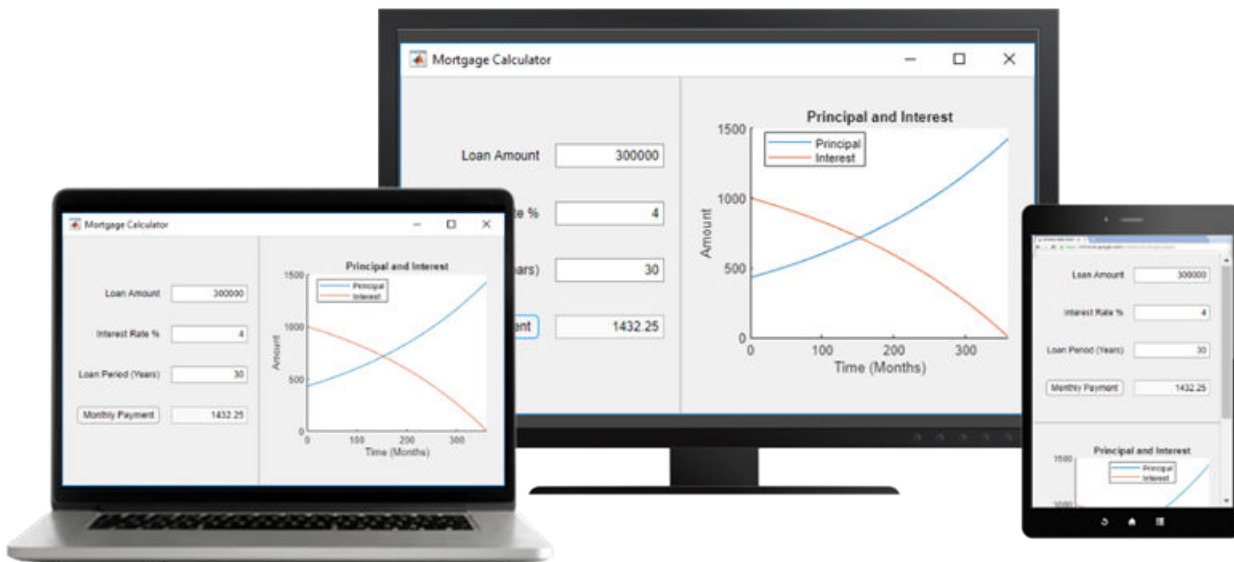 Mortgage Calculator
Loan Amount 300000
te % 4
ars) 30
ent 1432.25
Principal and Interest
Principal
Interest
1500
1000
500
0
Amount
0 100 200 300
Time (Months)
Mortgage Calculator
Loan Amount 300000
Interest Rate % 4
Loan Period (Years) 30
Monthly Payment 1432.25
Principal and Interest
Principal
Interest
1500
1000
500
0
Amount
0 100 200 300
Time (Months)
Loan Amount 300000
Interest Rate % 4
Loan Period (Years) 30
Monthly Payment 1432.25
Principal and Interest
Principal
Interest
1500
1000